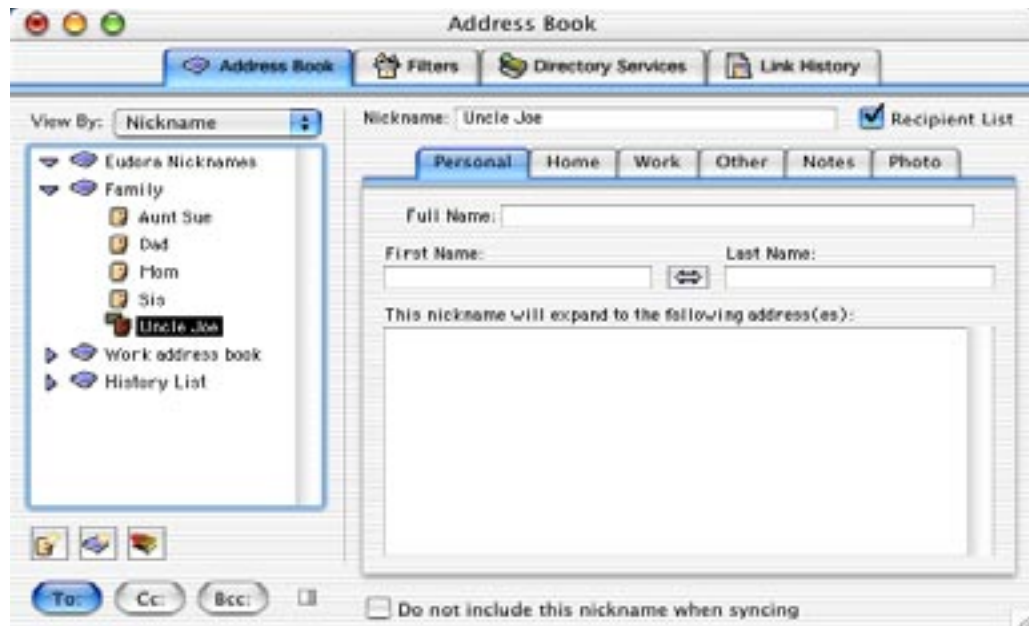 Address Book
Address Book Filters Directory Services Link History
View By: Nickname
Nickname: Uncle Joe Recipient List
Eudora Nicknames
Family
Aunt Sue
Dad
Mom
Sis
Uncle Joe
Work address book
History List
Personal Home Work Other Notes Photo
Full Name:
First Name: Last Name:
This nickname will expand to the following address(es):
To: Cc: Bcc:
Do not include this nickname when syncing